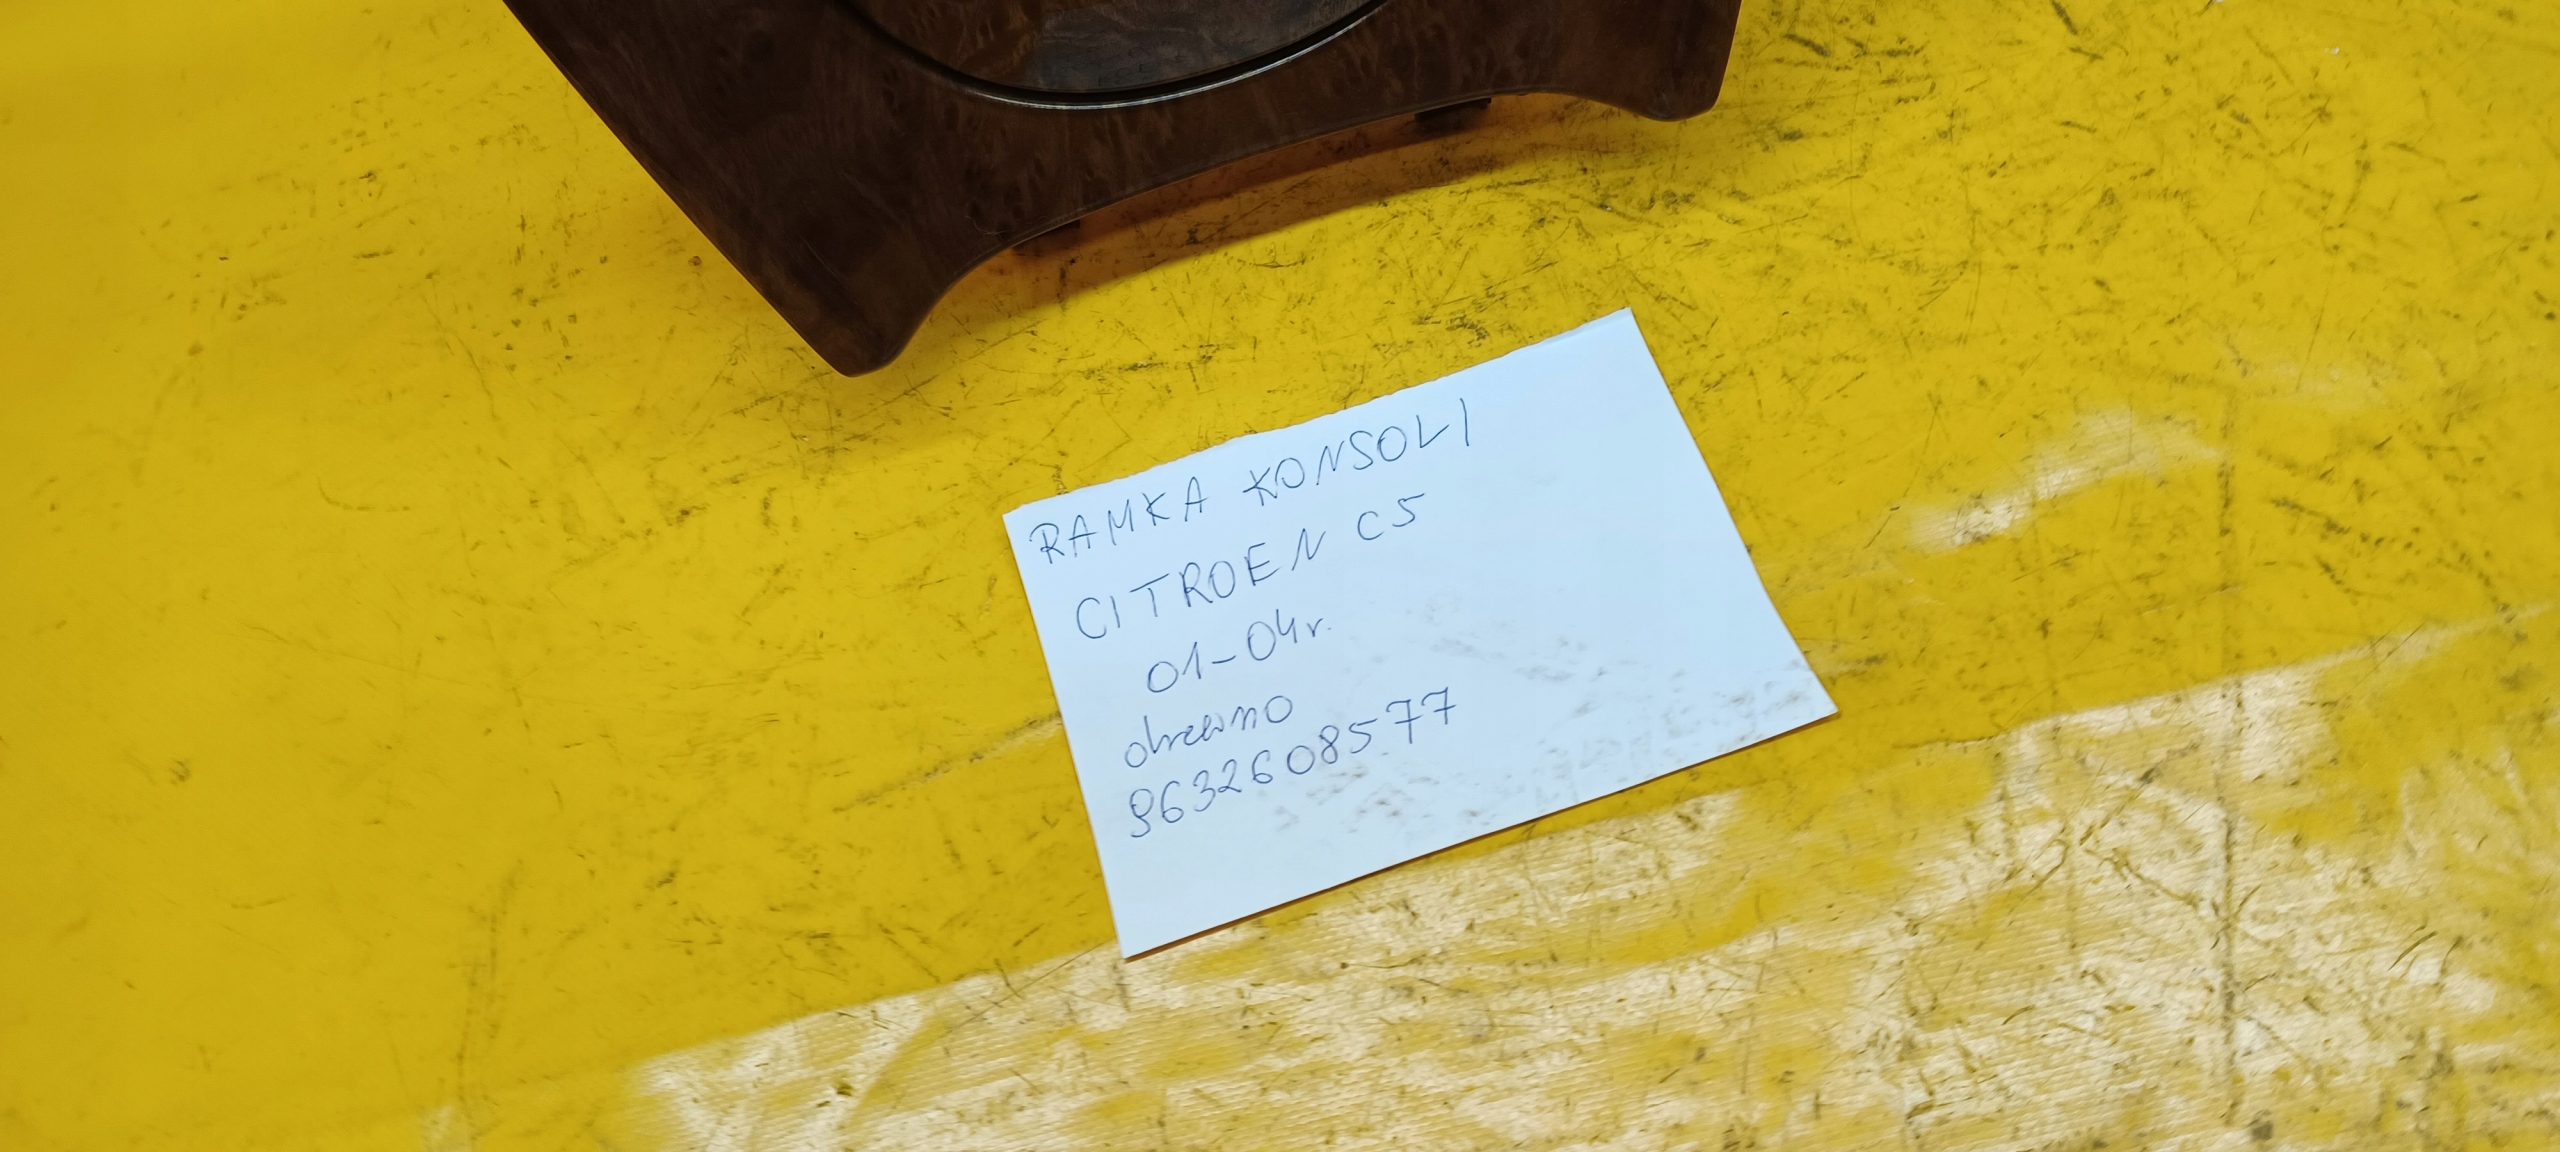 RAMKA KONSOLI
CITROEN C5
01-04r.
drewno
9632608577